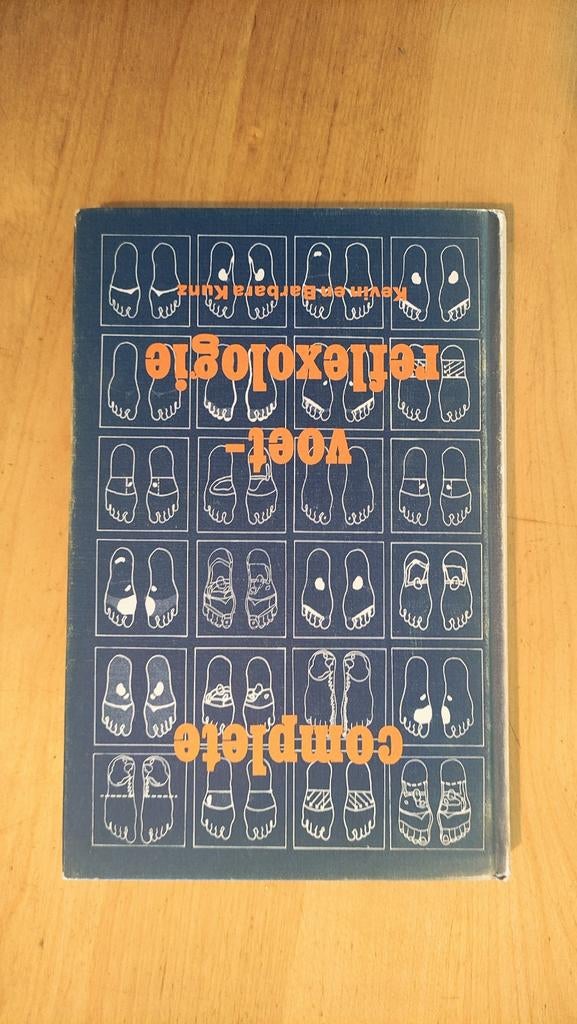 complete
voet-
reflexologie
Kevin en Barbara Kunz